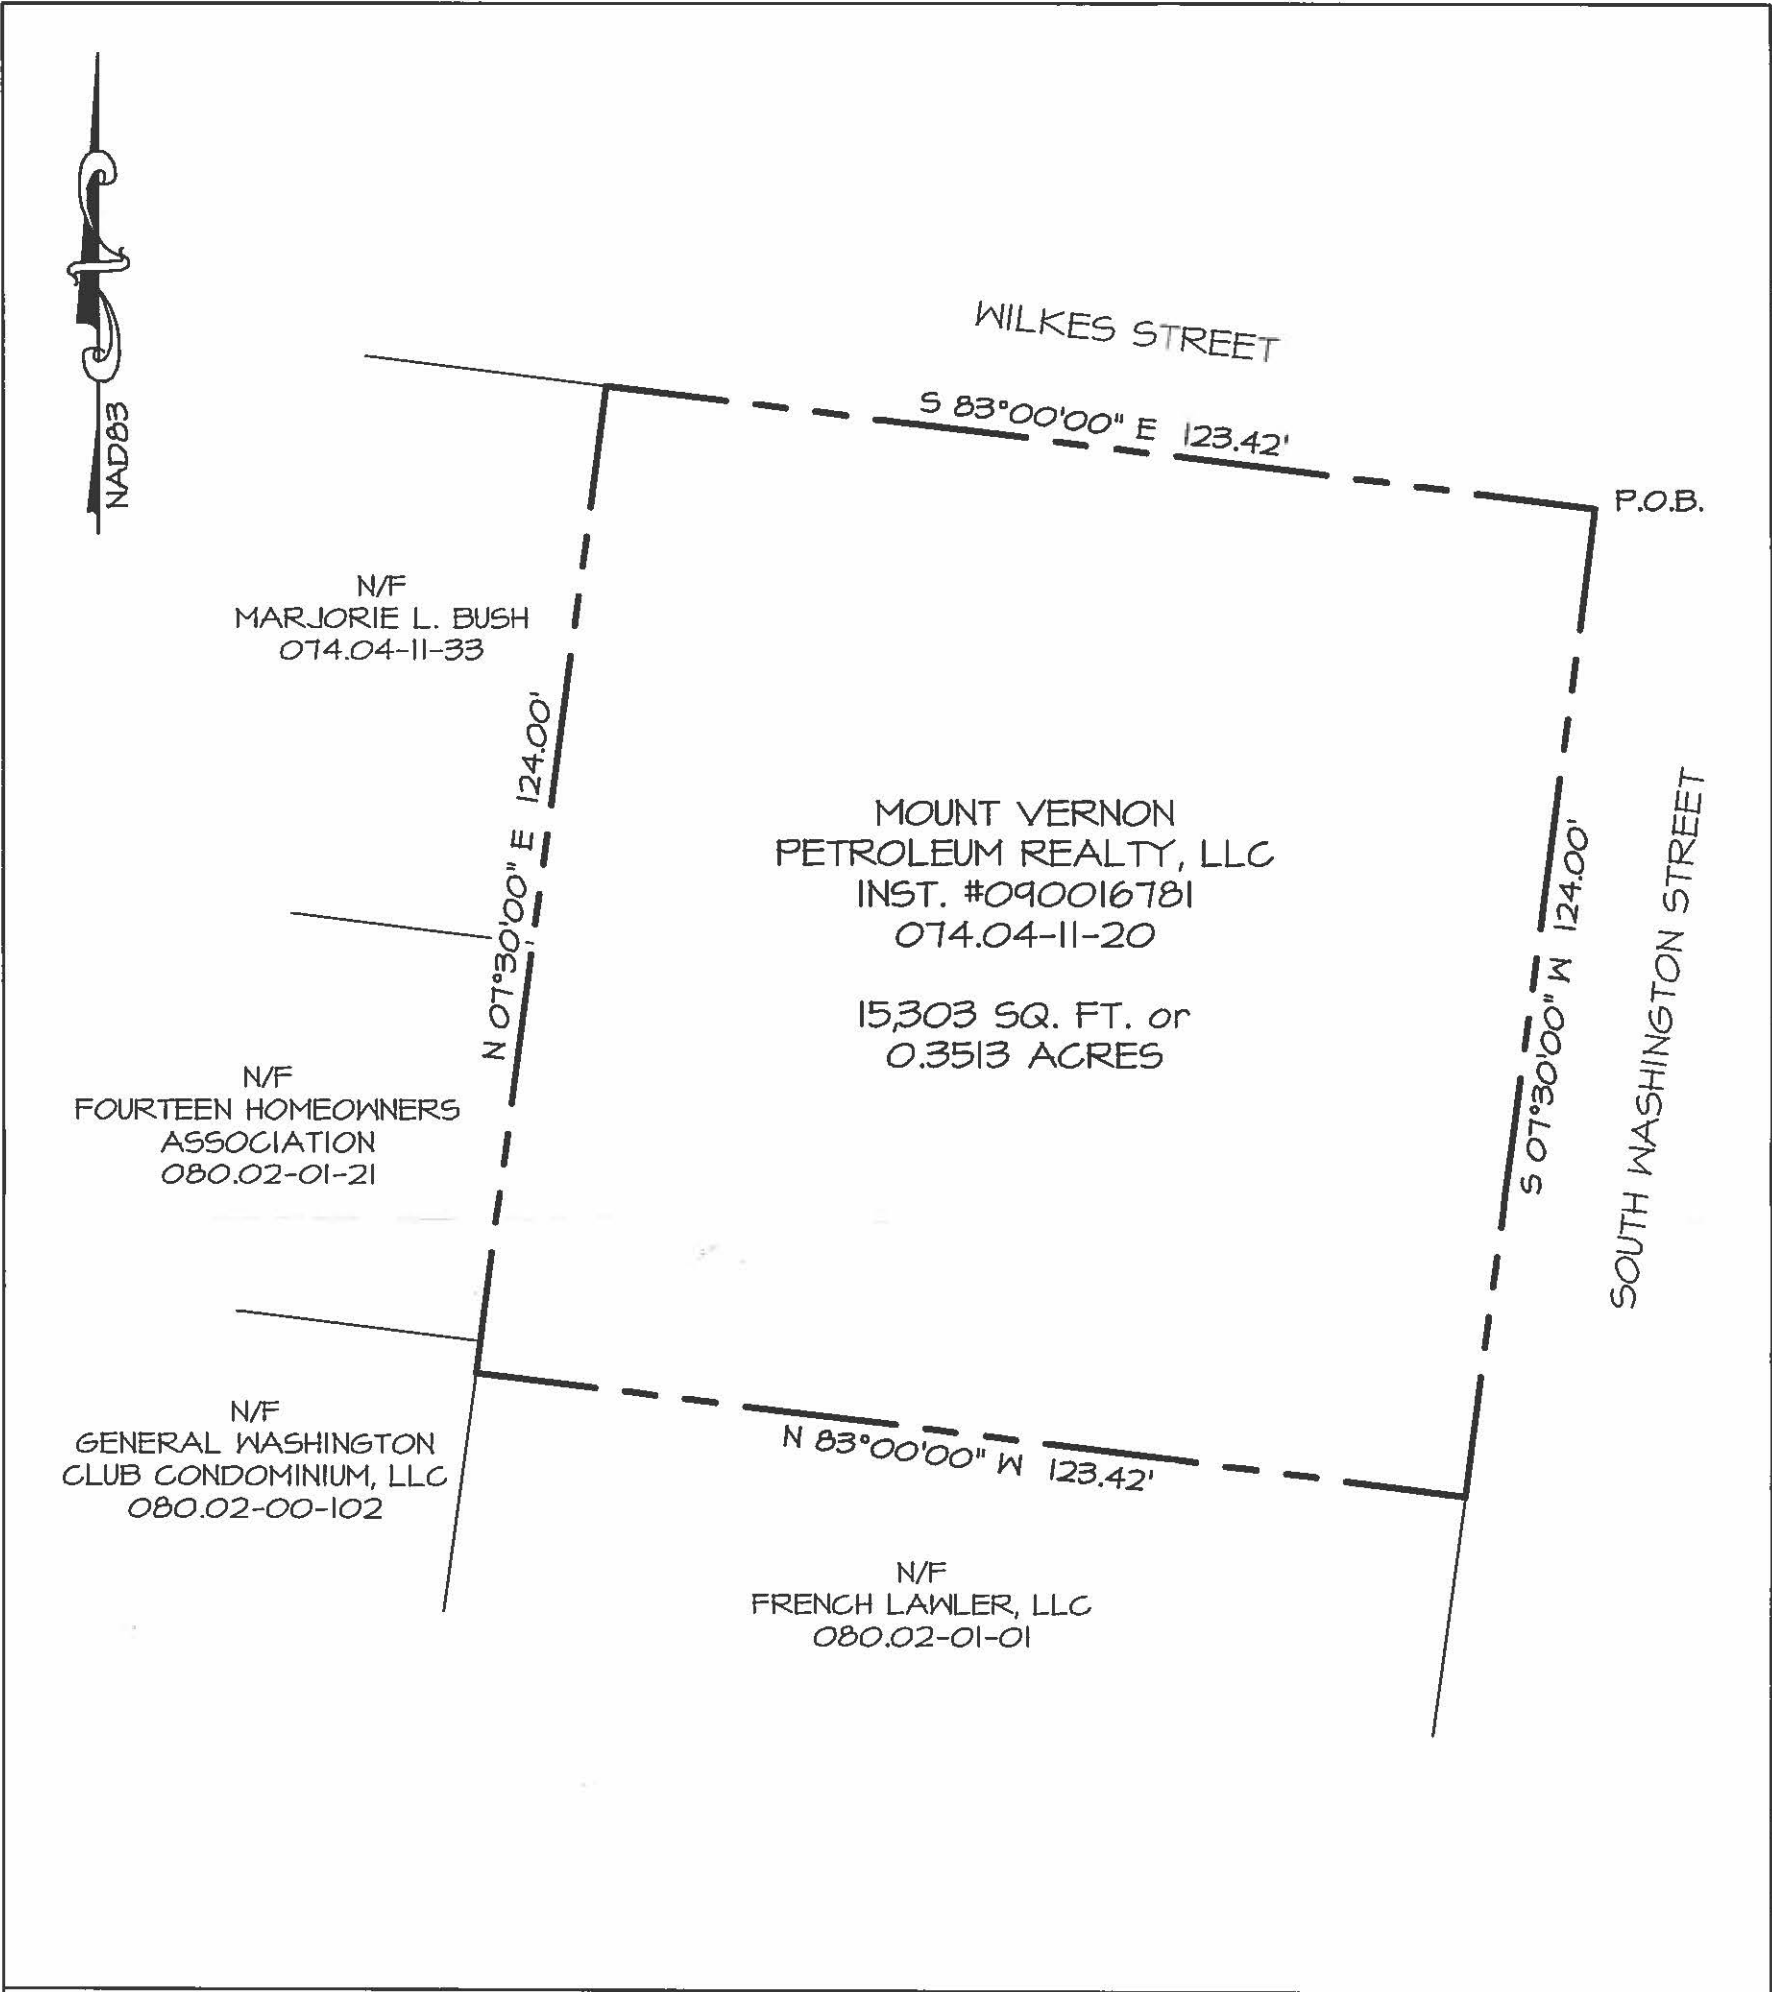 NAD83
WILKES STREET
S 83°00'00" E 123.42'
P.O.B.
N/F
MARJORIE L. BUSH
074.04-11-33
N 07°30'00" E 124.00'
MOUNT VERNON
PETROLEUM REALTY, LLC
INST. #090016781
074.04-11-20
15,303 SQ. FT. or
0.3513 ACRES
S 07°30'00" W 124.00'
SOUTH WASHINGTON STREET
N/F
FOURTEEN HOMEOWNERS
ASSOCIATION
080.02-01-21
N/F
GENERAL WASHINGTON
CLUB CONDOMINIUM, LLC
080.02-00-102
N 83°00'00" W 123.42'
N/F
FRENCH LAWLER, LLC
080.02-01-01